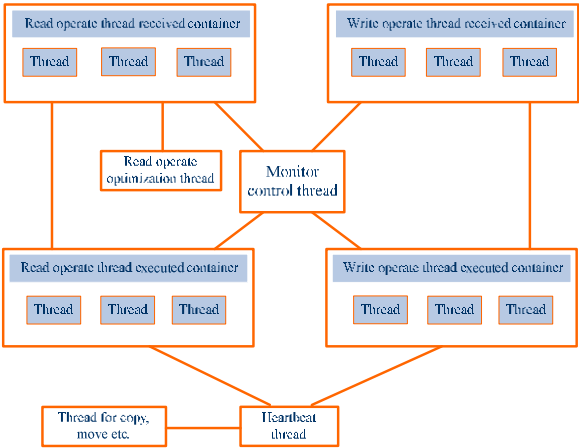 Read operate thread received container
Thread Thread Thread
Write operate thread received container
Thread Thread Thread
Read operate
optimization thread
Monitor
control thread
Read operate thread executed container
Thread Thread Thread
Write operate thread executed container
Thread Thread Thread
Thread for copy,
move etc.
Heartbeat
thread